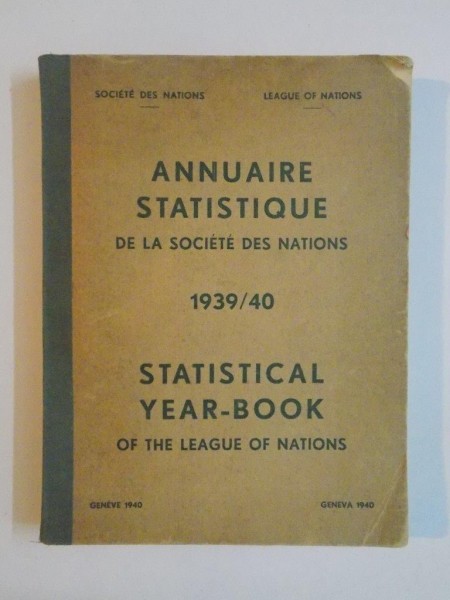 SOCIÉTÉ DES NATIONS
LEAGUE OF NATIONS
ANNUAIRE
STATISTIQUE
DE LA SOCIÉTÉ DES NATIONS
1939/40
STATISTICAL
YEAR-BOOK
OF THE LEAGUE OF NATIONS
GENÈVE 1940
GENEVA 1940